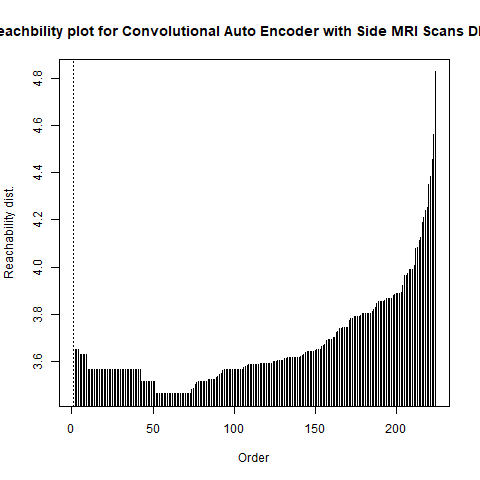 eachbility plot for Convolutional Auto Encoder with Side MRI Scans D
4.8
4.6
4.4
4.2
4.0
3.8
3.6
Reachability dist.
0 50 100 150 200
Order